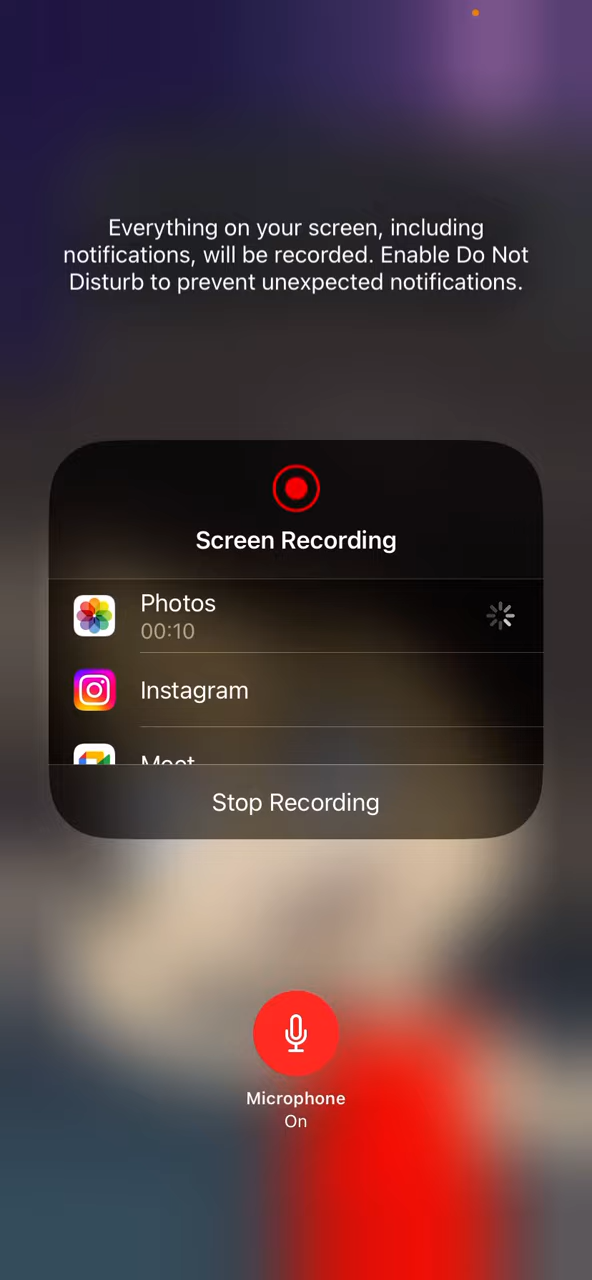 Everything on your screen, including
notifications, will be recorded. Enable Do Not
Disturb to prevent unexpected notifications.
Screen Recording
Photos
00:10
Instagram
Meet
Stop Recording
Microphone
On